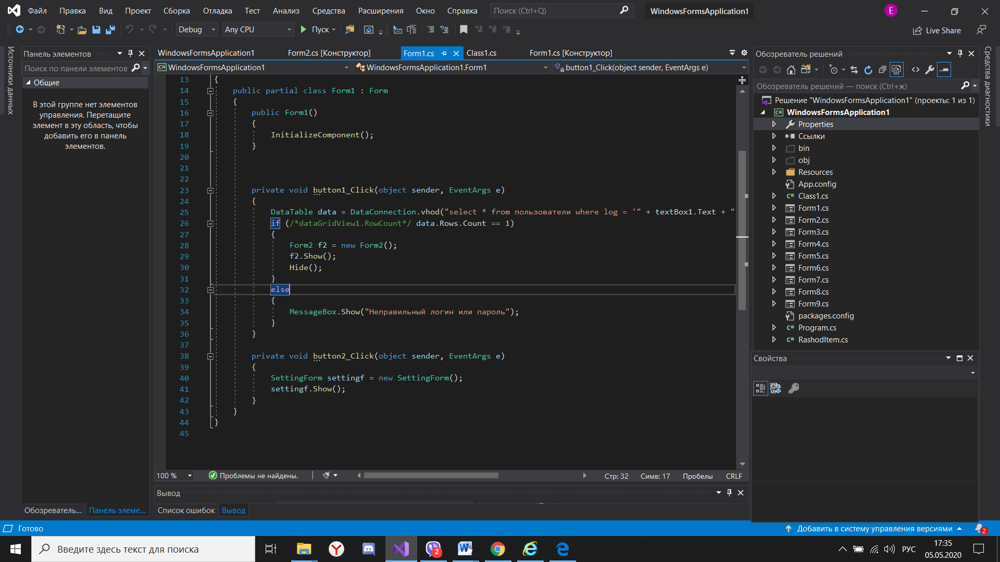 Файл Правка Вид Проект Сборка Отладка Тест Анализ Средства Расширения Окно Справка Поиск (Ctrl+Q) WindowsFormsApplication1 E
Debug Any CPU Пуск Live Share
Источники данных
Панель элементов
Поиск по панели элементов
Общие
В этой группе нет элементов
управления. Перетащите
элемент в эту область, чтобы
добавить его в панель
элементов.
Обозреватель... Панель элеме...
WindowsFormsApplication1 Form2.cs [Конструктор] Form1.cs Class1.cs Form1.cs [Конструктор]
C# WindowsFormsApplication1 WindowsFormsApplication1.Form1 button1_Click(object sender, EventArgs e)
13 {
14 public partial class Form1 : Form
15 {
16 public Form1()
17 {
18 InitializeComponent();
19 }
20
21
22
23 private void button1_Click(object sender, EventArgs e)
24 {
25 DataTable data = DataConnection.vhod("select * from пользователи where log = '" + textBox1.Text + "
26 if (/*dataGridView1.RowCount*/ data.Rows.Count == 1)
27 {
28 Form2 f2 = new Form2();
29 f2.Show();
30 Hide();
31 }
32 else
33 {
34 MessageBox.Show("Неправильный логин или пароль");
35 }
36 }
37
38 private void button2_Click(object sender, EventArgs e)
39 {
40 SettingForm settingf = new SettingForm();
41 settingf.Show();
42 }
43 }
44 }
45
100 % Проблемы не найдены. Стр: 32 Симв: 17 Пробелы CRLF
Вывод
Список ошибок Вывод
Обозреватель решений
Обозреватель решений — поиск (Ctrl+ж)
Решение "WindowsFormsApplication1" (проекты: 1 из 1)
C# WindowsFormsApplication1
Properties
Ссылки
bin
obj
Resources
App.config
C# Class1.cs
Form1.cs
Form2.cs
Form3.cs
Form4.cs
Form5.cs
Form6.cs
Form7.cs
Form8.cs
Form9.cs
packages.config
C# Program.cs
C# RashodItem.cs
Свойства
Средства диагностики
Готово Добавить в систему управления версиями 2
Введите здесь текст для поиска 2 РУС 17:35
05.05.2020